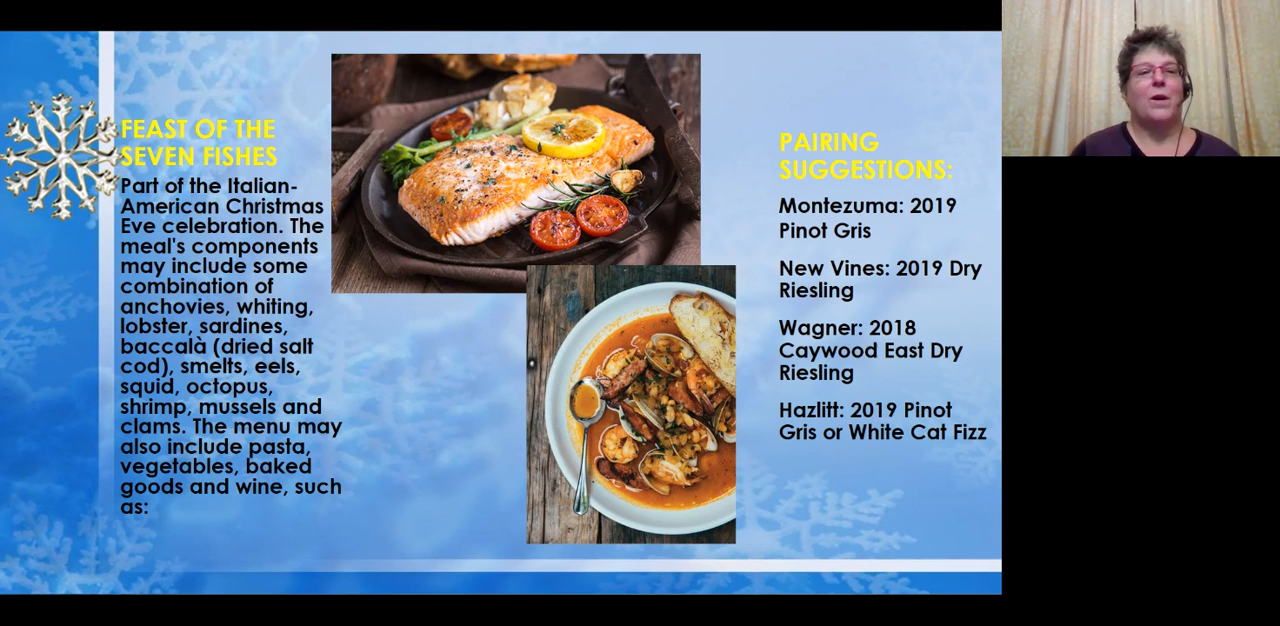 FEAST OF THE
SEVEN FISHES
Part of the Italian-
American Christmas
Eve celebration. The
meal's components
may include some
combination of
anchovies, whiting,
lobster, sardines,
baccalà (dried salt
cod), smelts, eels,
squid, octopus,
shrimp, mussels and
clams. The menu may
also include pasta,
vegetables, baked
goods and wine, such
as:
PAIRING
SUGGESTIONS:
Montezuma: 2019
Pinot Gris
New Vines: 2019 Dry
Riesling
Wagner: 2018
Caywood East Dry
Riesling
Hazlitt: 2019 Pinot
Gris or White Cat Fizz